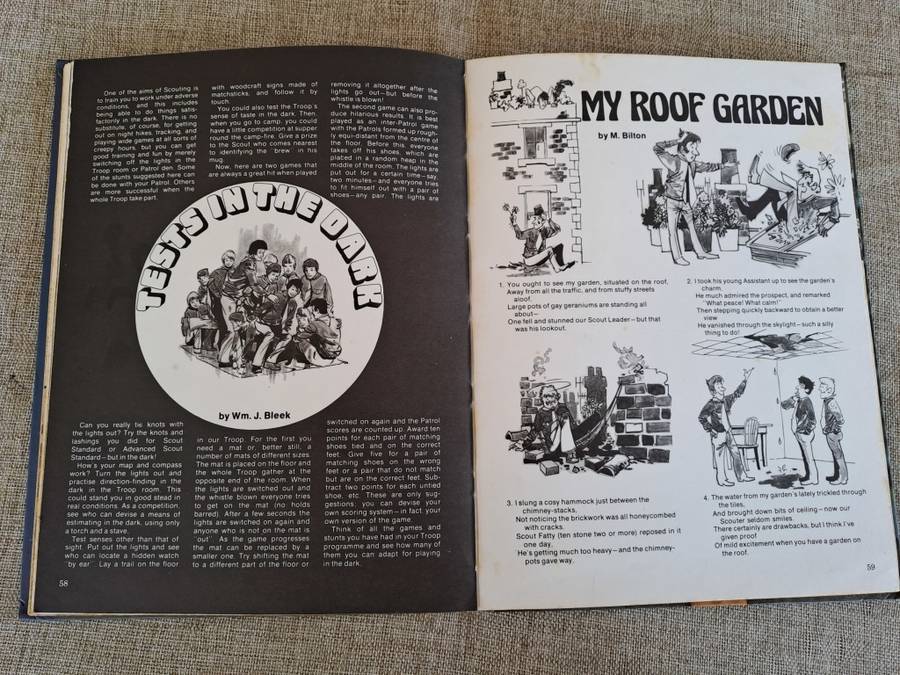 One of the aims of Scouting is
to train you to work under adverse
conditions, and this includes
being able to do things satis-
factorily in the dark. There is no
substitute, of course, for getting
out on night hikes, tracking, and
playing wide games at all sorts of
creepy hours, but you can get
good training and fun by merely
switching off the lights in the
Troop room or Patrol den. Some
of the stunts suggested here can
be done with your Patrol. Others
are more successful when the
whole Troop take part.
with woodcraft signs made of
matchsticks, and follow it by
touch.
You could also test the Troop's
sense of taste in the dark. Then,
when you go to camp, you could
have a little competition at supper
round the camp-fire. Give a prize
to the Scout who comes nearest
to identifying the "brew" in his
mug.
Now, here are two games that
are always a great hit when played
removing it altogether after the
lights go out—but before the
whistle is blown!
The second game can also pro-
duce hilarious results. It is best
played as an inter-Patrol game
with the Patrols formed up rough-
ly equi-distant from the centre of
the floor. Before this, everyone
takes off his shoes, which are
placed in a random heap in the
middle of the room. The lights are
put out for a certain time—say,
two minutes—and everyone tries
to fit himself out with a pair of
shoes—any pair. The lights are
TESTS IN THE DARK
by Wm. J. Bleek
Can you really tie knots with
the lights out? Try the knots and
lashings you did for Scout
Standard or Advanced Scout
Standard—but in the dark!
How's your map and compass
work? Turn the lights out and
practise direction-finding in the
dark in the Troop room. This
could stand you in good stead in
real conditions. As a competition,
see who can devise a means of
estimating in the dark, using only
a torch and a stave.
Test senses other than that of
sight. Put out the lights and see
who can locate a hidden watch
"by ear". Lay a trail on the floor
in our Troop. For the first you
need a mat or, better still, a
number of mats of different sizes.
The mat is placed on the floor and
the whole Troop gather at the
opposite end of the room. When
the lights are switched out and
the whistle blown everyone tries
to get on the mat (no holds
barred). After a few seconds the
lights are switched on again and
anyone who is not on the mat is
"out". As the game progresses
the mat can be replaced by a
smaller one. Try shifting the mat
to a different part of the floor or
switched on again and the Patrol
scores are counted up. Award ten
points for each pair of matching
shoes tied and on the correct
feet. Give five for a pair of
matching shoes on the wrong
feet or a pair that do not match
but are on the correct feet. Sub-
tract two points for each untied
shoe, etc. These are only sug-
gestions; you can devise your
own scoring system—in fact, your
own version of the game.
Think of all the games and
stunts you have had in your Troop
programme and see how many of
them you can adapt for playing
in the dark.
58
MY ROOF GARDEN
by M. Bilton
1. You ought to see my garden, situated on the roof,
Away from all the traffic, and from stuffy streets
aloof.
Large pots of gay geraniums are standing all
about—
One fell and stunned our Scout Leader—but that
was his lookout.
2. I took his young Assistant up to see the garden's
charm.
He much admired the prospect, and remarked
"What peace! What calm!"
Then stepping quickly backward to obtain a better
view
He vanished through the skylight—such a silly
thing to do!
3. I slung a cosy hammock just between the
chimney-stacks,
Not noticing the brickwork was all honeycombed
with cracks.
Scout Fatty (ten stone two or more) reposed in it
one day,
He's getting much too heavy—and the chimney-
pots gave way.
4. The water from my garden's lately trickled through
the tiles,
And brought down bits of ceiling—now our
Scouter seldom smiles.
There certainly are drawbacks, but I think I've
given proof
Of mild excitement when you have a garden on
the roof.
59